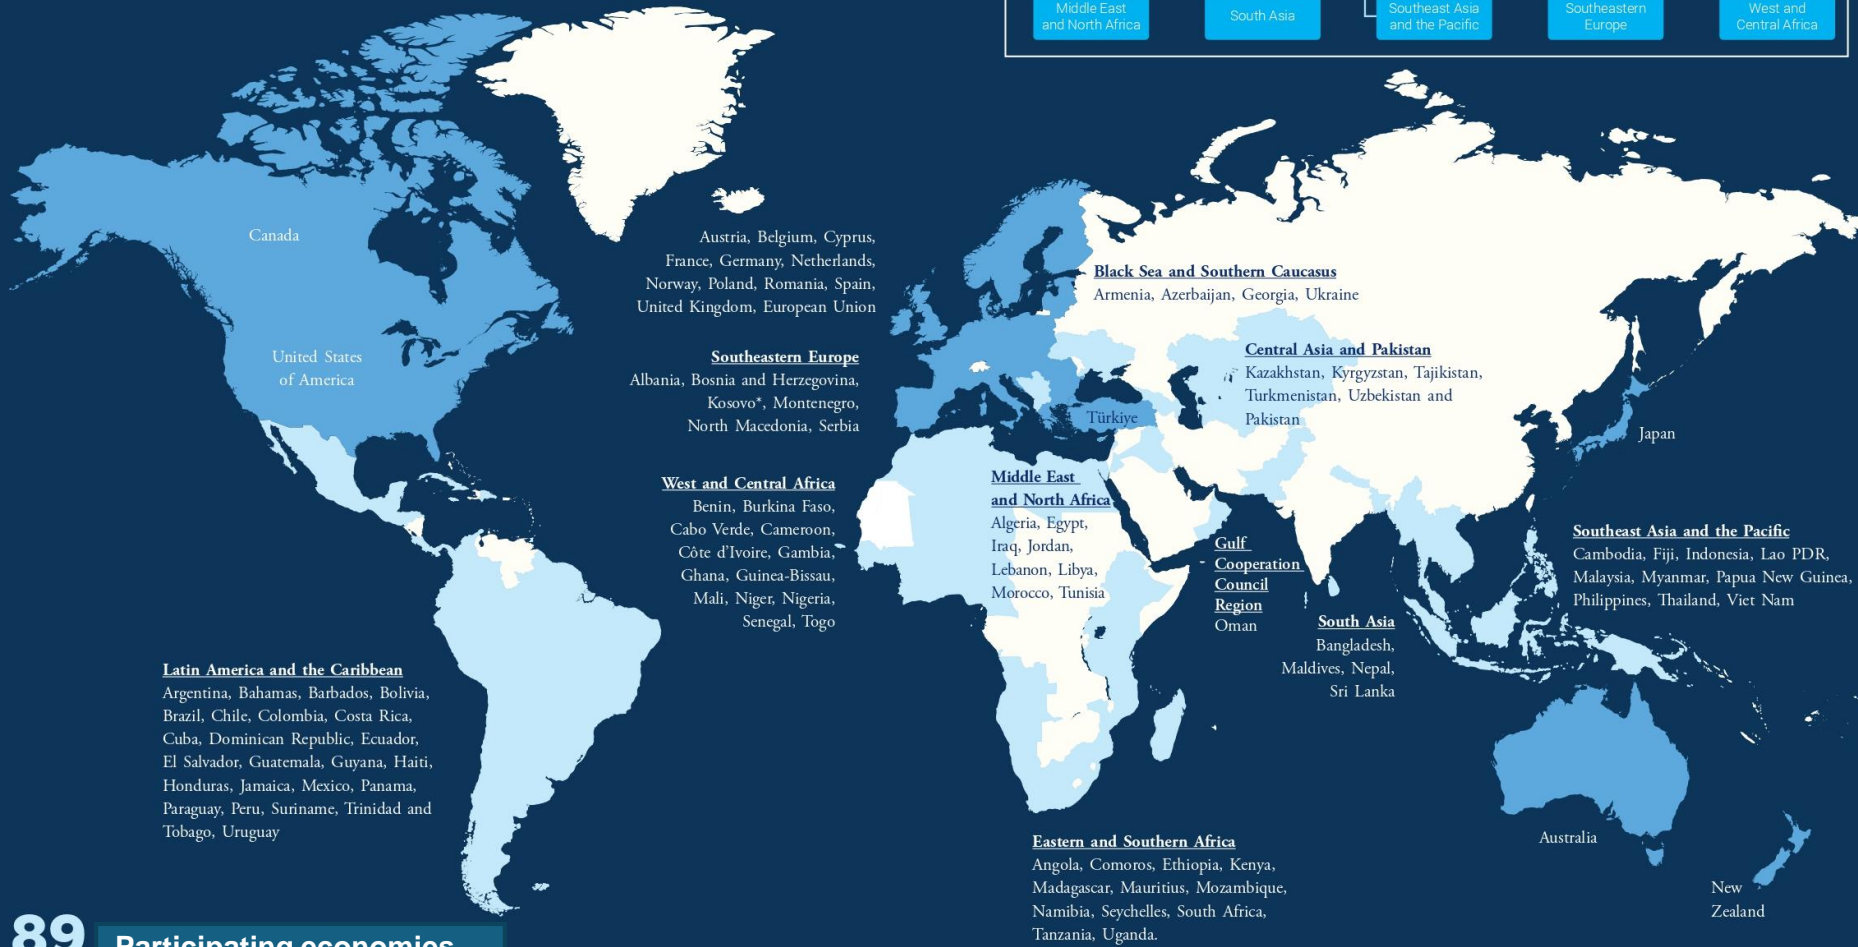 Middle East
and North Africa
South Asia
Southeast Asia
and the Pacific
Southeastern
Europe
West and
Central Africa
Canada
United States
of America
Austria, Belgium, Cyprus,
France, Germany, Netherlands,
Norway, Poland, Romania, Spain,
United Kingdom, European Union
Southeastern Europe
Albania, Bosnia and Herzegovina,
Kosovo*, Montenegro,
North Macedonia, Serbia
Black Sea and Southern Caucasus
Armenia, Azerbaijan, Georgia, Ukraine
Central Asia and Pakistan
Kazakhstan, Kyrgyzstan, Tajikistan,
Turkmenistan, Uzbekistan and
Pakistan
Türkiye
Japan
West and Central Africa
Benin, Burkina Faso,
Cabo Verde, Cameroon,
Côte d'Ivoire, Gambia,
Ghana, Guinea-Bissau,
Mali, Niger, Nigeria,
Senegal, Togo
Middle East
and North Africa
Algeria, Egypt,
Iraq, Jordan,
Lebanon, Libya,
Morocco, Tunisia
Gulf
Cooperation
Council
Region
Oman
South Asia
Bangladesh,
Maldives, Nepal,
Sri Lanka
Southeast Asia and the Pacific
Cambodia, Fiji, Indonesia, Lao PDR,
Malaysia, Myanmar, Papua New Guinea,
Philippines, Thailand, Viet Nam
Latin America and the Caribbean
Argentina, Bahamas, Barbados, Bolivia,
Brazil, Chile, Colombia, Costa Rica,
Cuba, Dominican Republic, Ecuador,
El Salvador, Guatemala, Guyana, Haiti,
Honduras, Jamaica, Mexico, Panama,
Paraguay, Peru, Suriname, Trinidad and
Tobago, Uruguay
Eastern and Southern Africa
Angola, Comoros, Ethiopia, Kenya,
Madagascar, Mauritius, Mozambique,
Namibia, Seychelles, South Africa,
Tanzania, Uganda.
Australia
New
Zealand
89 Participating economies